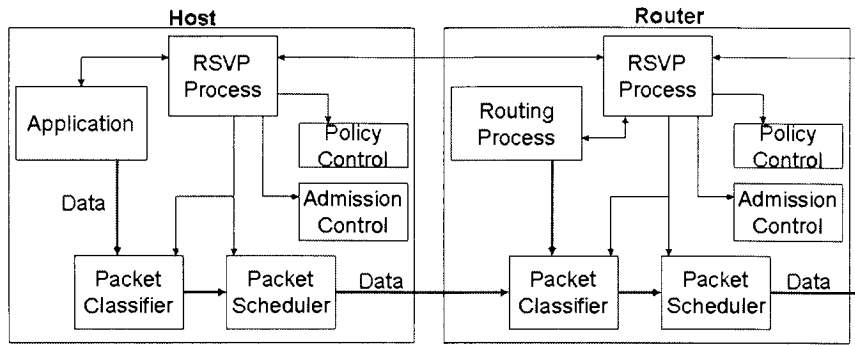 Host
RSVP
Process
Application
Policy
Control
Admission
Control
Data
Packet
Classifier
Packet
Scheduler
Data
Router
RSVP
Process
Routing
Process
Policy
Control
Admission
Control
Packet
Classifier
Packet
Scheduler
Data